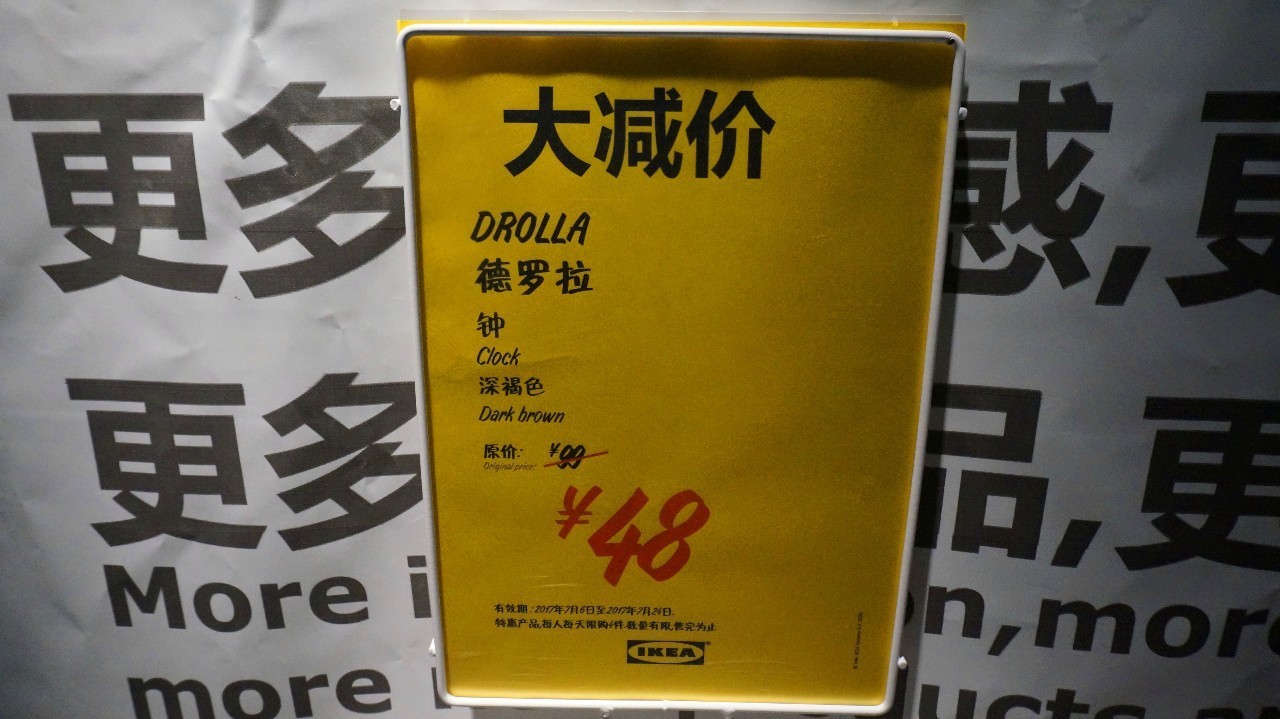 大减价
DROLLA
德罗拉
钟
Clock
深褐色
Dark brown
原价: ¥99
Original price:
¥48
有效期:2017年7月6日至2017年7月24日.
特惠产品,每人每天限购4件.数量有限,售完为止
IKEA
更多 感,更
更多 品,更
More i n,more
more ducts a